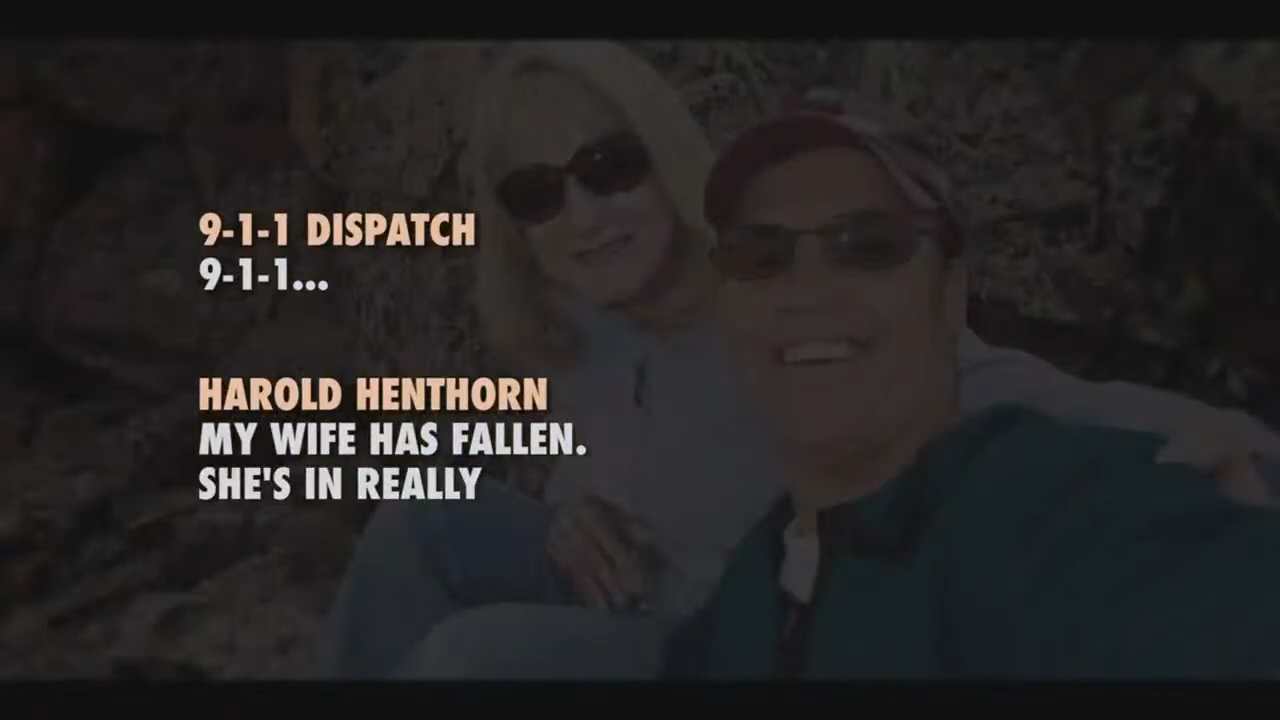 9-1-1 DISPATCH
9-1-1...
HAROLD HENTHORN
MY WIFE HAS FALLEN.
SHE'S IN REALLY